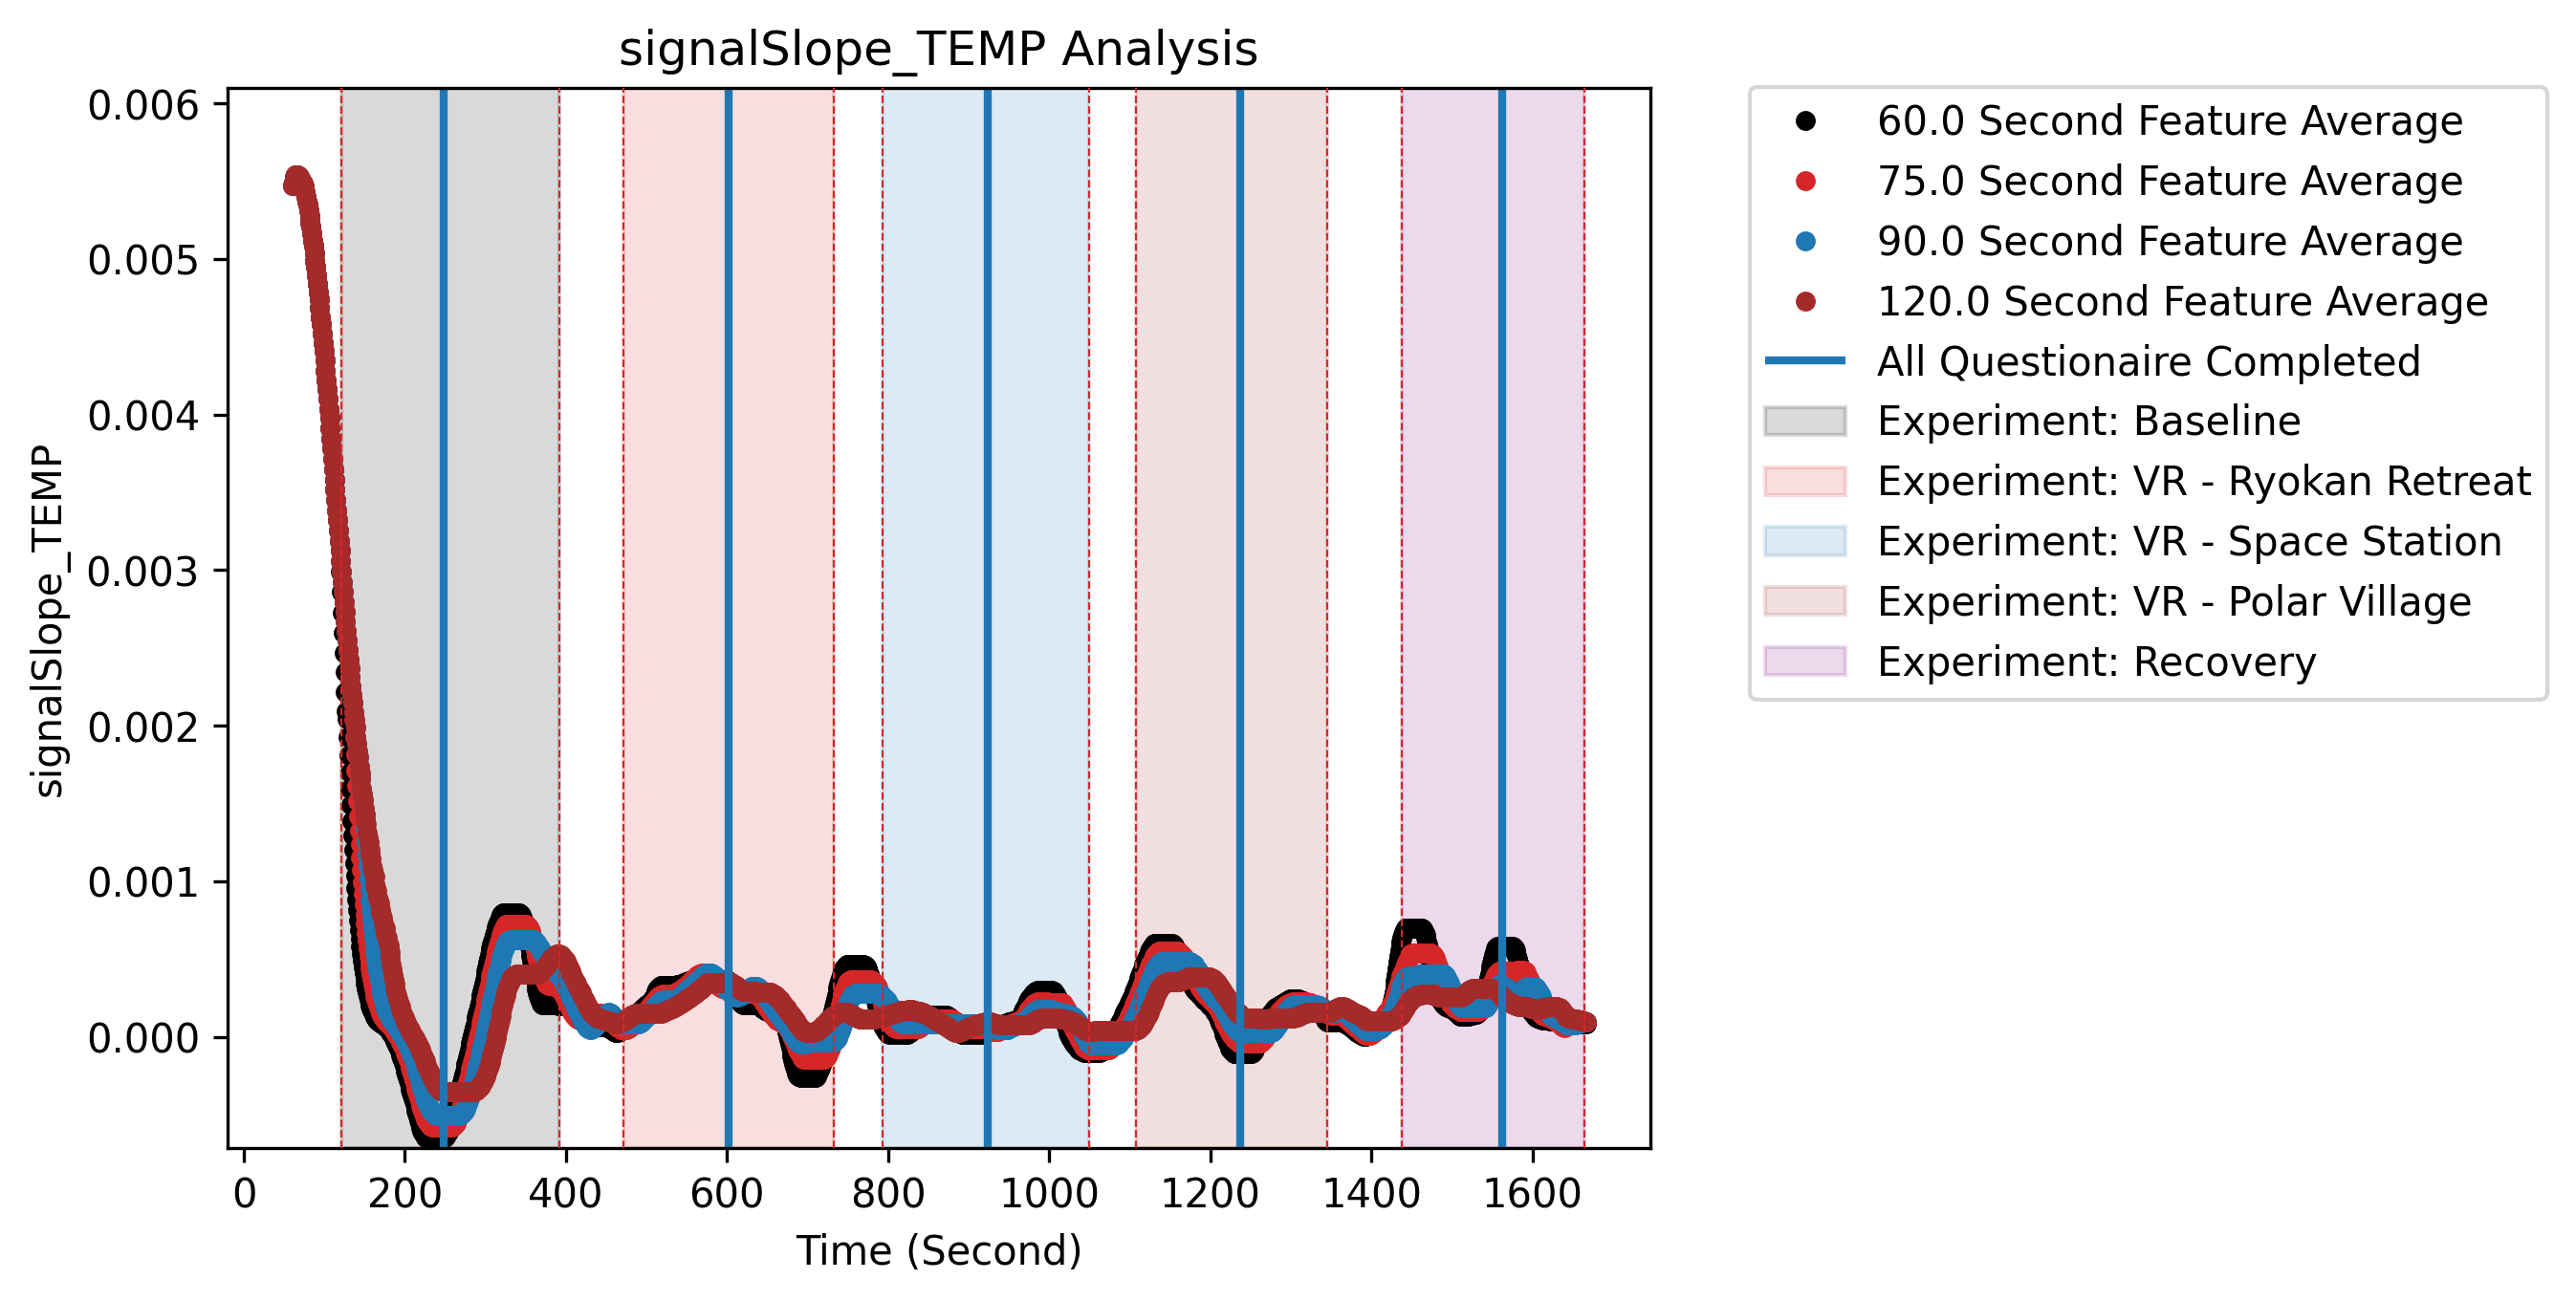 signalSlope_TEMP Analysis
signalSlope_TEMP
0.006
0.005
0.004
0.003
0.002
0.001
0.000
0 200 400 600 800 1000 1200 1400 1600
Time (Second)
60.0 Second Feature Average
75.0 Second Feature Average
90.0 Second Feature Average
120.0 Second Feature Average
All Questionaire Completed
Experiment: Baseline
Experiment: VR - Ryokan Retreat
Experiment: VR - Space Station
Experiment: VR - Polar Village
Experiment: Recovery